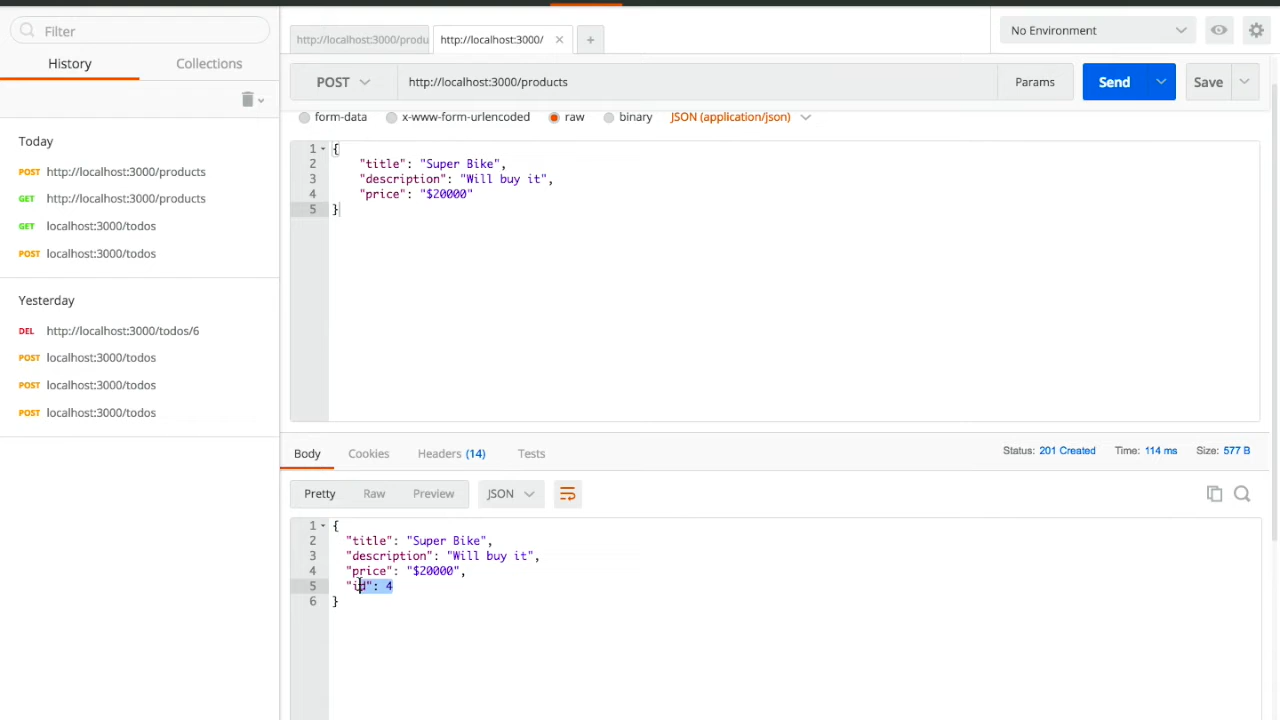 Filter
History
Collections
Today
POST http://localhost:3000/products
GET http://localhost:3000/products
GET localhost:3000/todos
POST localhost:3000/todos
Yesterday
DEL http://localhost:3000/todos/6
POST localhost:3000/todos
POST localhost:3000/todos
POST localhost:3000/todos
http://localhost:3000/produ
http://localhost:3000/
No Environment
POST
http://localhost:3000/products
Params
Send
Save
form-data
x-www-form-urlencoded
raw
binary
JSON (application/json)
1 {
2 "title": "Super Bike",
3 "description": "Will buy it",
4 "price": "$20000"
5 }
Body
Cookies
Headers (14)
Tests
Status: 201 Created
Time: 114 ms
Size: 577 B
Pretty
Raw
Preview
JSON
1 {
2 "title": "Super Bike",
3 "description": "Will buy it",
4 "price": "$20000",
5 "id": 4
6 }